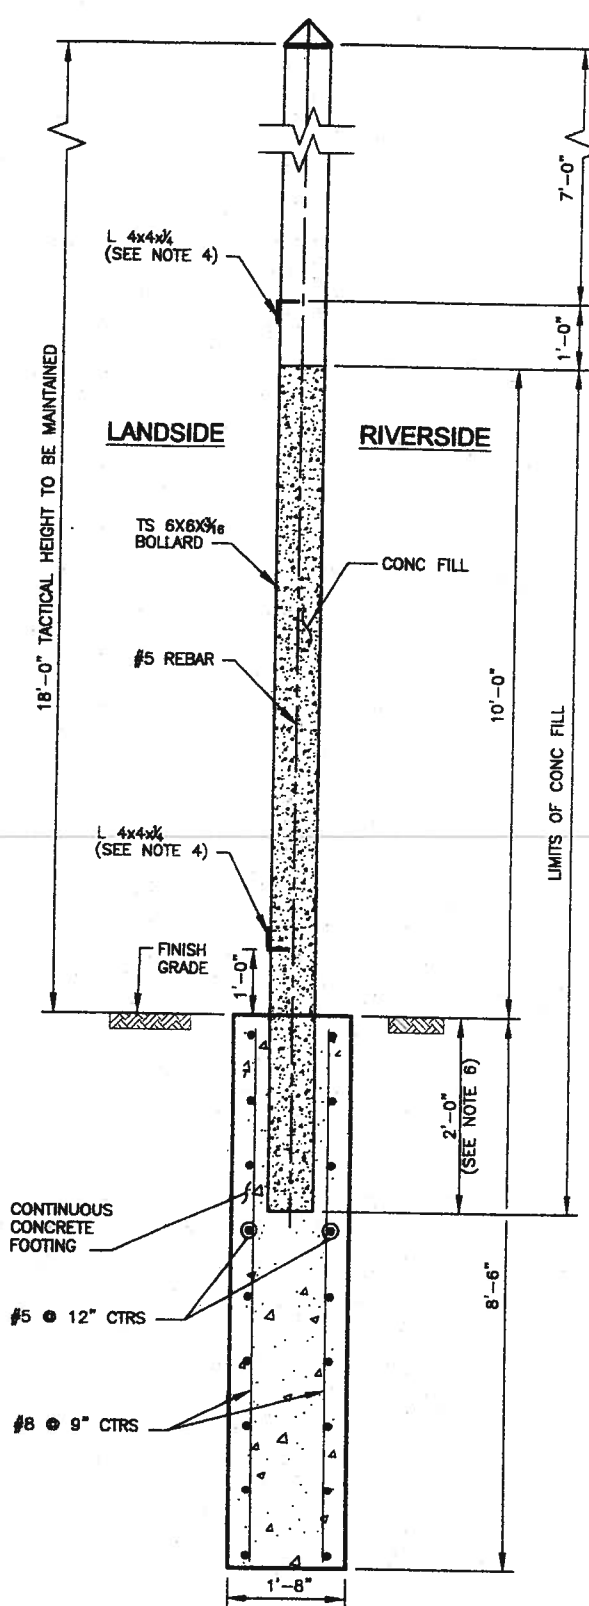 7'-0"
L 4x4x¼
(SEE NOTE 4)
1'-0"
18'-0" TACTICAL HEIGHT TO BE MAINTAINED
LANDSIDE
RIVERSIDE
TS 6X6X3⁄16
BOLLARD
CONC FILL
#5 REBAR
10'-0"
LIMITS OF CONC FILL
L 4x4x¼
(SEE NOTE 4)
FINISH
GRADE
1'-0"
2'-0"
(SEE NOTE 6)
CONTINUOUS
CONCRETE
FOOTING
8'-6"
#5 @ 12" CTRS
#8 @ 9" CTRS
1'-8"